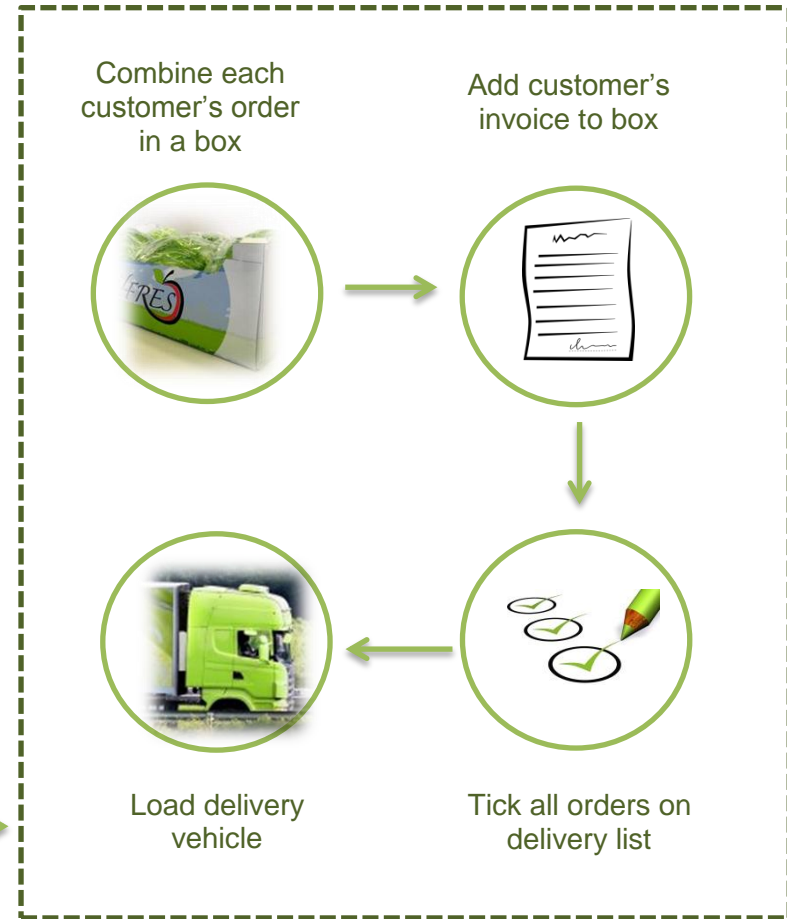 Combine each
customer’s order
in a box
Add customer’s
invoice to box
FRES
Load delivery
vehicle
Tick all orders on
delivery list